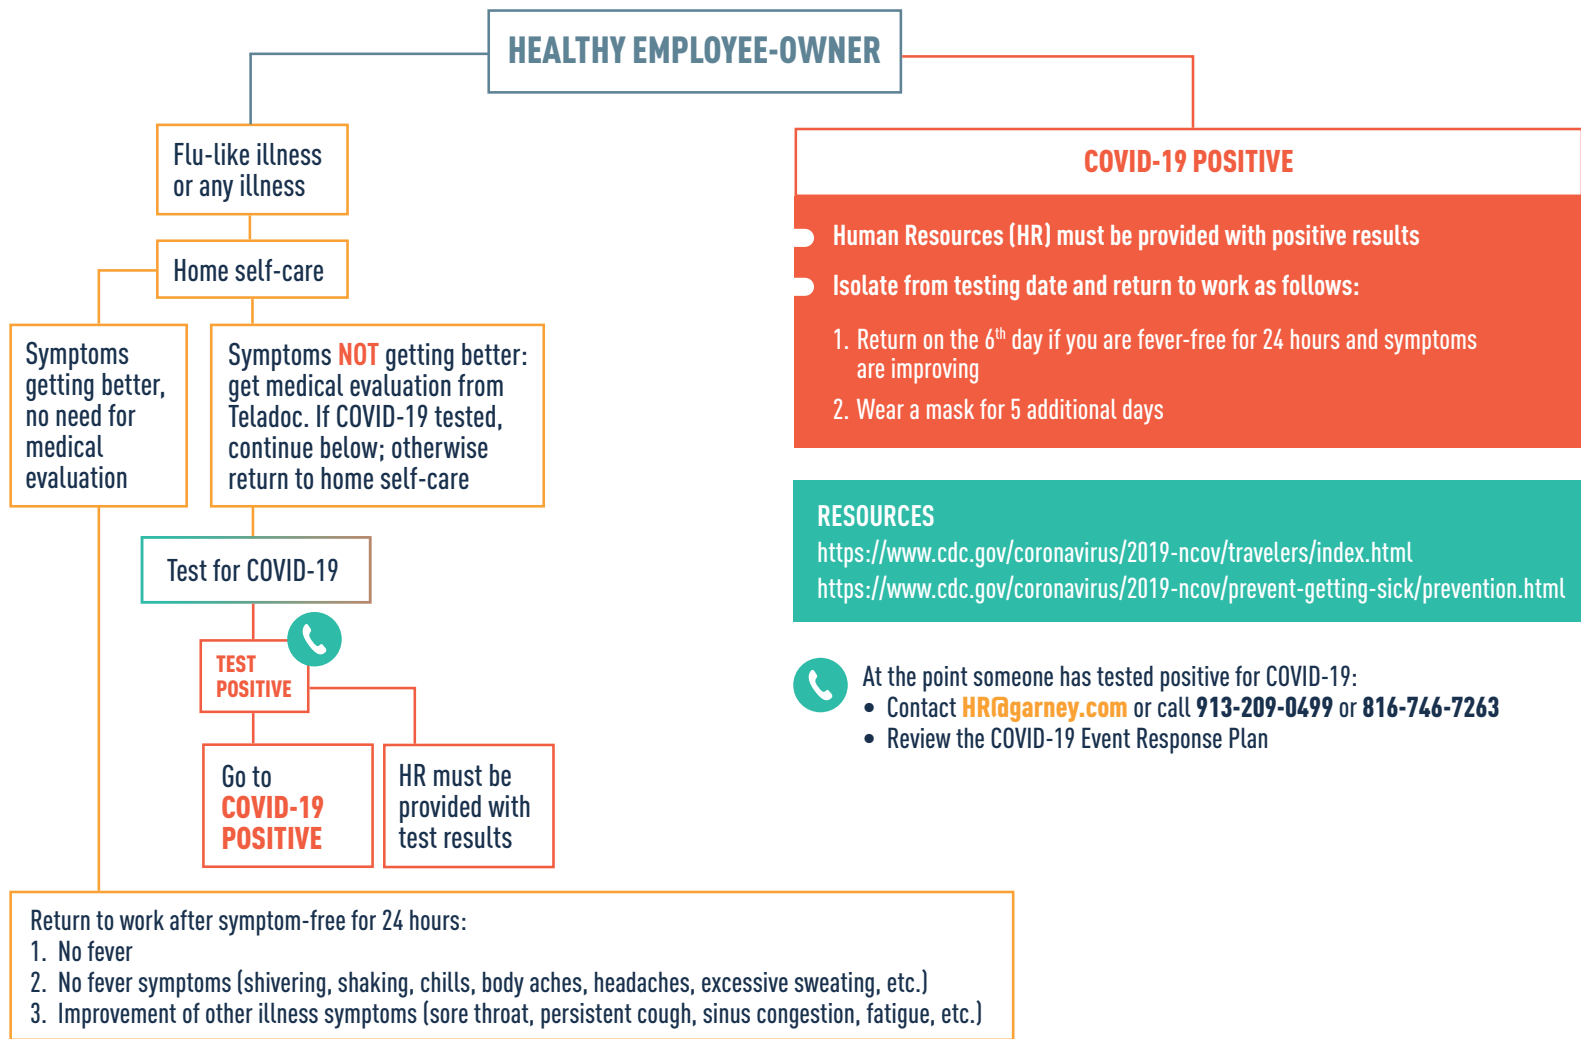 HEALTHY EMPLOYEE-OWNER
Flu-like illness
or any illness
Home self-care
Symptoms
getting better,
no need for
medical
evaluation
Symptoms NOT getting better:
get medical evaluation from
Teladoc. If COVID-19 tested,
continue below; otherwise
return to home self-care
Test for COVID-19
TEST
POSITIVE
Go to
COVID-19
POSITIVE
HR must be
provided with
test results
Return to work after symptom-free for 24 hours:
1. No fever
2. No fever symptoms (shivering, shaking, chills, body aches, headaches, excessive sweating, etc.)
3. Improvement of other illness symptoms (sore throat, persistent cough, sinus congestion, fatigue, etc.)
COVID-19 POSITIVE
Human Resources (HR) must be provided with positive results
Isolate from testing date and return to work as follows:
1. Return on the 6th day if you are fever-free for 24 hours and symptoms
are improving
2. Wear a mask for 5 additional days
RESOURCES
https://www.cdc.gov/coronavirus/2019-ncov/travelers/index.html
https://www.cdc.gov/coronavirus/2019-ncov/prevent-getting-sick/prevention.html
At the point someone has tested positive for COVID-19:
• Contact HR@garney.com or call 913-209-0499 or 816-746-7263
• Review the COVID-19 Event Response Plan